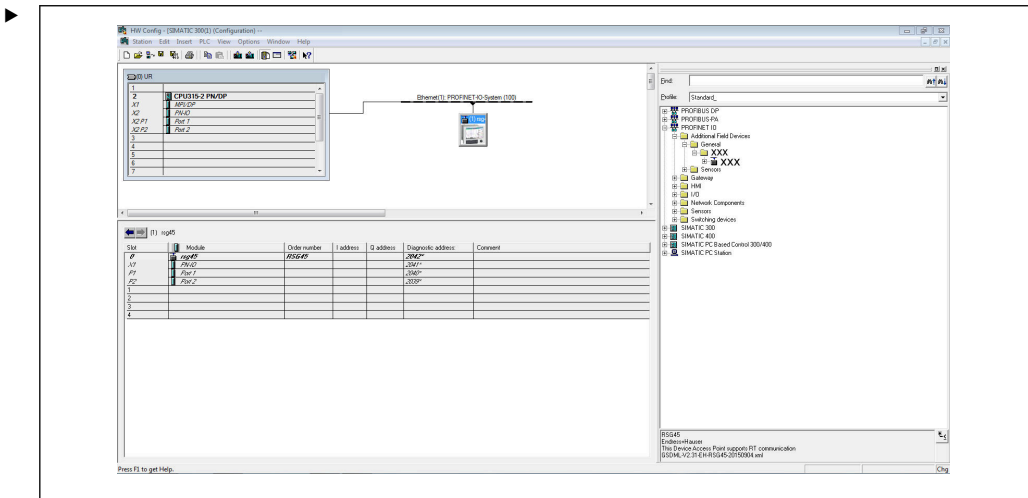 HW Config - [SIMATIC 300(1) (Configuration) --
Station Edit Insert PLC View Options Window Help
(0) UR
1
2 CPU315-2 PN/DP
X1 MPI/DP
X2 PN-IO
X2 P1 Port 1
X2 P2 Port 2
3
4
5
6
7
Ethernet(1): PROFINET-IO-System (100)
(1) rsg4
Find:
Profile: Standard_
PROFIBUS DP
PROFIBUS-PA
PROFINET IO
Additional Field Devices
General
XXX
XXX
Sensors
Gateway
HMI
I/O
Network Components
Sensors
Switching devices
SIMATIC 300
SIMATIC 400
SIMATIC PC Based Control 300/400
SIMATIC PC Station
(1) rsg45
Slot Module Order number I address Q address Diagnostic address: Comment
0 rsg45 RSG45 2042*
X1 PN-IO 2041*
P1 Port 1 2040*
P2 Port 2 2039*
1
2
3
4
RSG45
Endress+Hauser
This Device Access Point supports RT communication
GSDML-V2.31-EH-RSG45-20150904.xml
Press F1 to get Help.
Chg